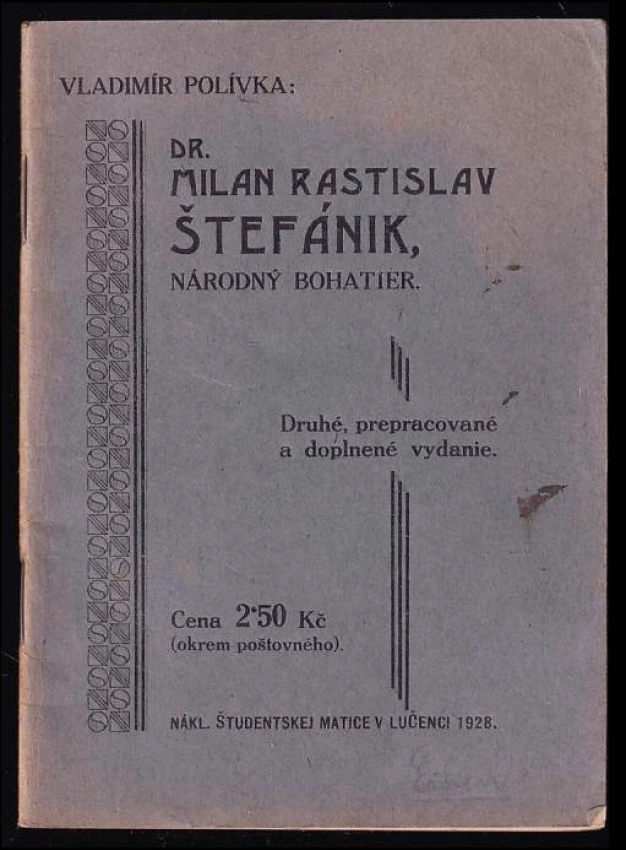 VLADIMÍR POLÍVKA:
DR.
MILAN RASTISLAV
ŠTEFÁNIK,
NÁRODNÝ BOHATIER.
Druhé, prepracované
a doplnené vydanie.
Cena 2·50 Kč
(okrem poštovného).
NÁKL. ŠTUDENTSKEJ MATICE V LUČENCI 1928.